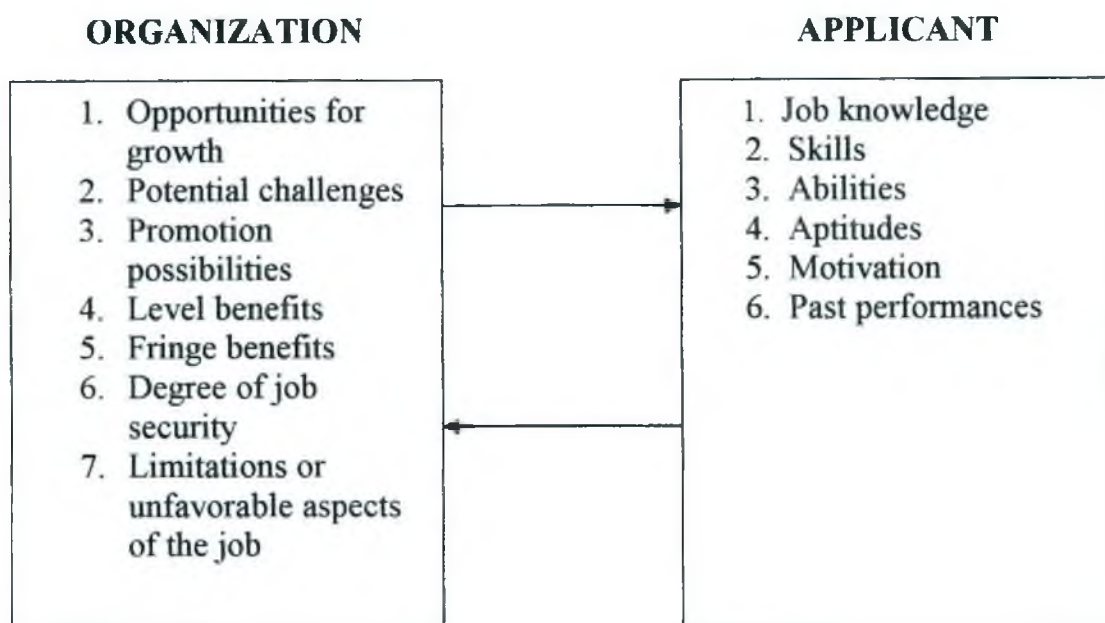 ORGANIZATION
1. Opportunities for
growth
2. Potential challenges
3. Promotion
possibilities
4. Level benefits
5. Fringe benefits
6. Degree of job
security
7. Limitations or
unfavorable aspects
of the job
APPLICANT
1. Job knowledge
2. Skills
3. Abilities
4. Aptitudes
5. Motivation
6. Past performances